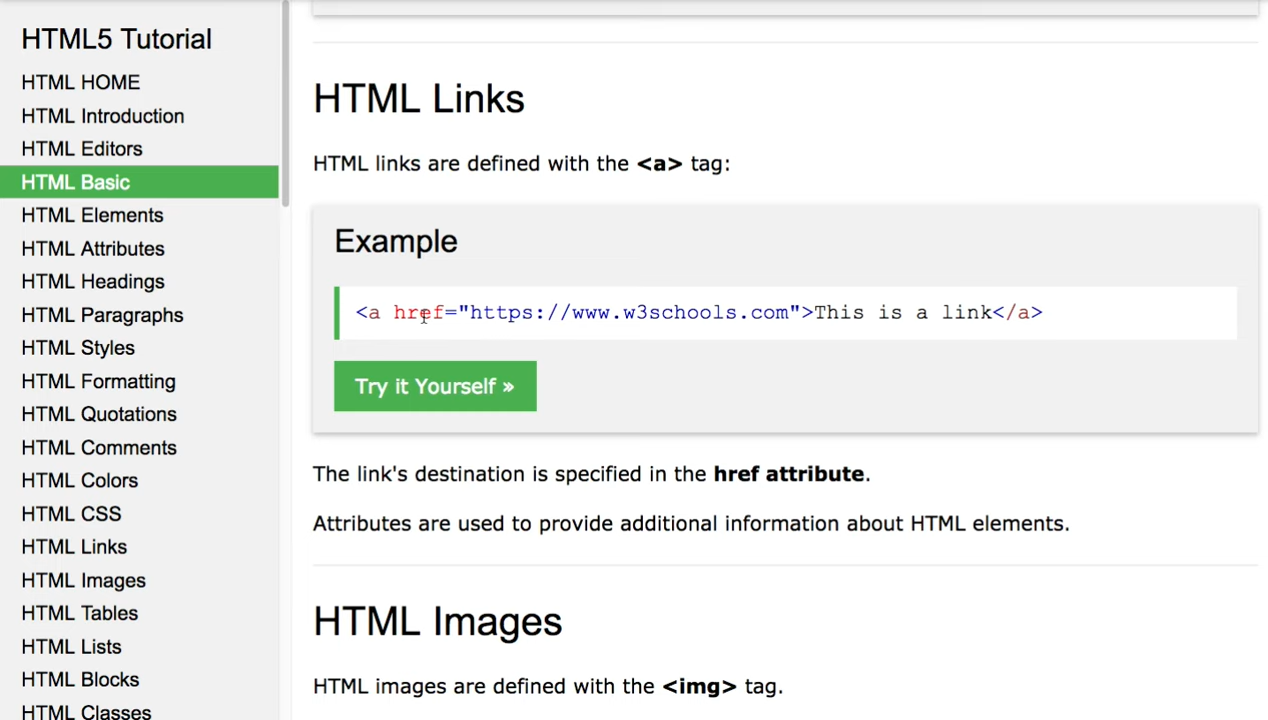 HTML5 Tutorial
HTML HOME
HTML Introduction
HTML Editors
HTML Basic
HTML Elements
HTML Attributes
HTML Headings
HTML Paragraphs
HTML Styles
HTML Formatting
HTML Quotations
HTML Comments
HTML Colors
HTML CSS
HTML Links
HTML Images
HTML Tables
HTML Lists
HTML Blocks
HTML Classes
HTML Links
HTML links are defined with the <a> tag:
Example
<a href="https://www.w3schools.com">This is a link</a>
Try it Yourself »
The link's destination is specified in the href attribute.
Attributes are used to provide additional information about HTML elements.
HTML Images
HTML images are defined with the <img> tag.